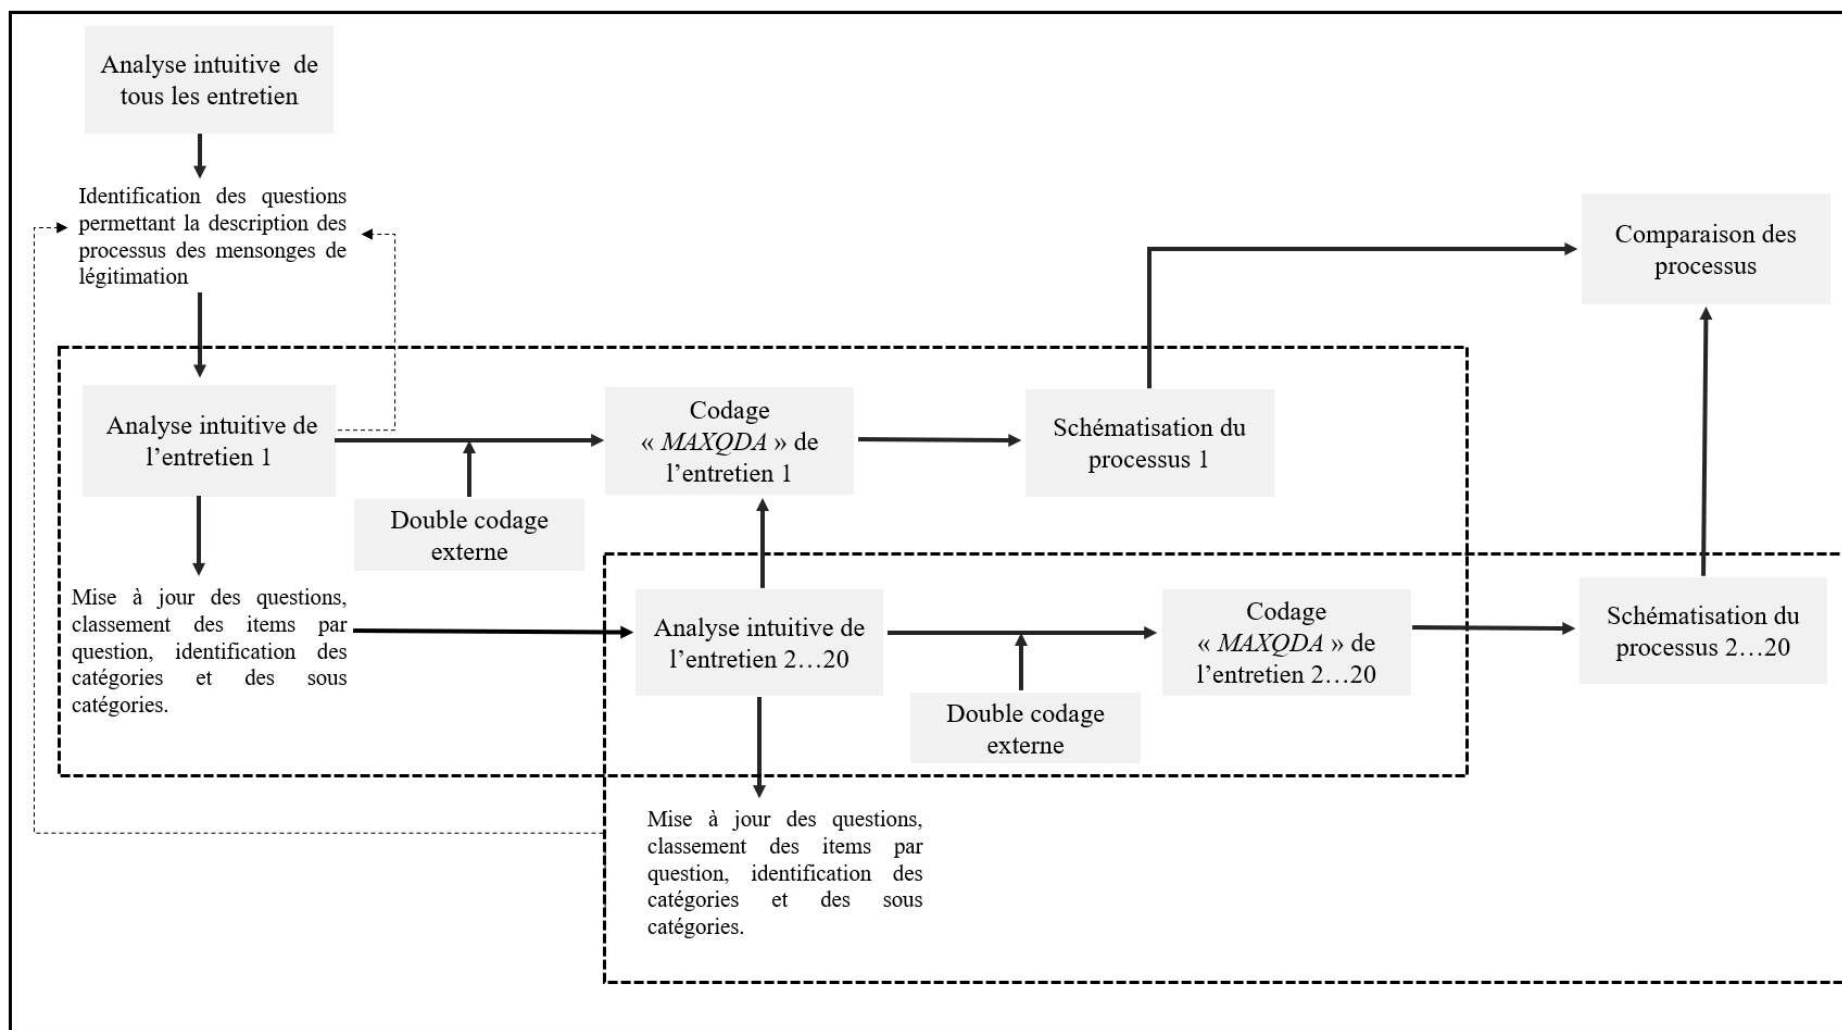 Analyse intuitive de
tous les entretien
Identification des questions
permettant la description des
processus des mensonges de
légitimation
Comparaison des
processus
Analyse intuitive de
l’entretien 1
Codage
« MAXQDA » de
l’entretien 1
Schématisation du
processus 1
Double codage
externe
Mise à jour des questions,
classement des items par
question, identification des
catégories et des sous
catégories.
Analyse intuitive de
l’entretien 2…20
Codage
« MAXQDA » de
l’entretien 2…20
Schématisation du
processus 2…20
Double codage
externe
Mise à jour des questions,
classement des items par
question, identification des
catégories et des sous
catégories.